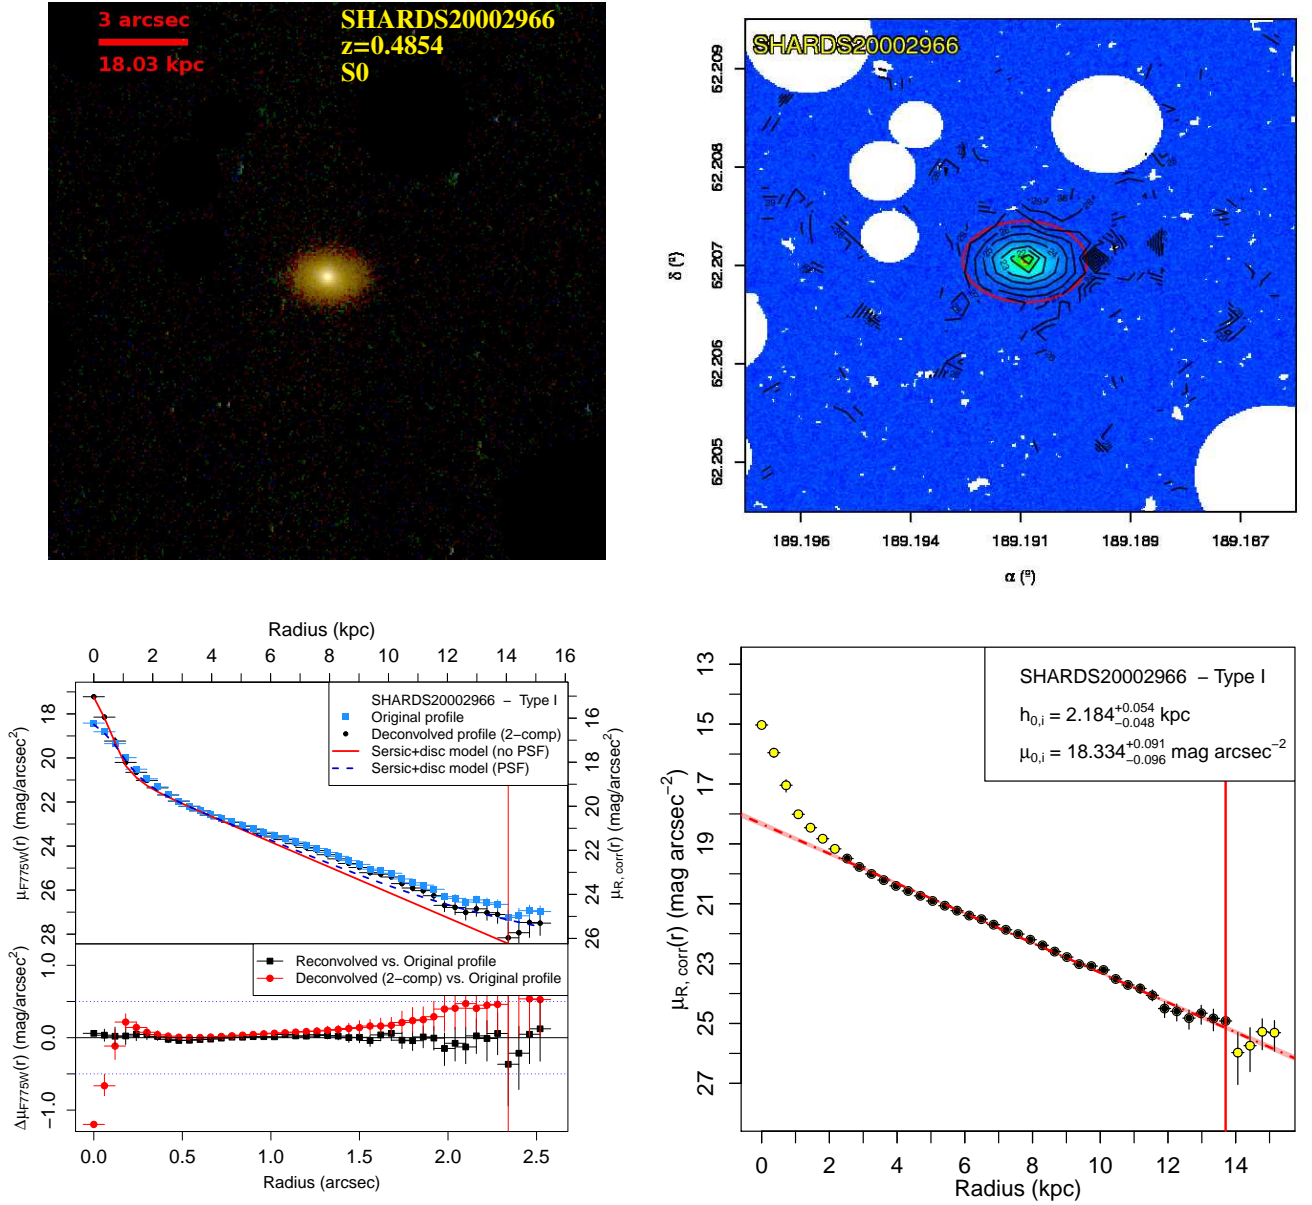 3 arcsec
18.03 kpc
SHARDS20002966
z=0.4854
S0
SHARDS20002966
62.209
62.208
62.207
62.206
62.205
δ (º)
189.196
189.194
189.191
189.189
189.187
α (º)
Radius (kpc)
0 2 4 6 8 10 12 14 16
SHARDS20002966 − Type I
Original profile
Deconvolved profile (2−comp)
Sersic+disc model (no PSF)
Sersic+disc model (PSF)
18
20
22
24
26
28
μF775W(r) (mag/arcsec²)
16
18
20
22
24
26
μR, corr(r) (mag/arcsec²)
Reconvolved vs. Original profile
Deconvolved (2−comp) vs. Original profile
1.0
0.0
−1.0
ΔμF775W(r) (mag/arcsec²)
0.0 0.5 1.0 1.5 2.0 2.5
Radius (arcsec)
SHARDS20002966 − Type I
h0,i = 2.184 +0.054 −0.048 kpc
μ0,i = 18.334 +0.091 −0.096 mag arcsec−2
13
15
17
19
21
23
25
27
μR, corr(r) (mag arcsec−2)
0 2 4 6 8 10 12 14
Radius (kpc)